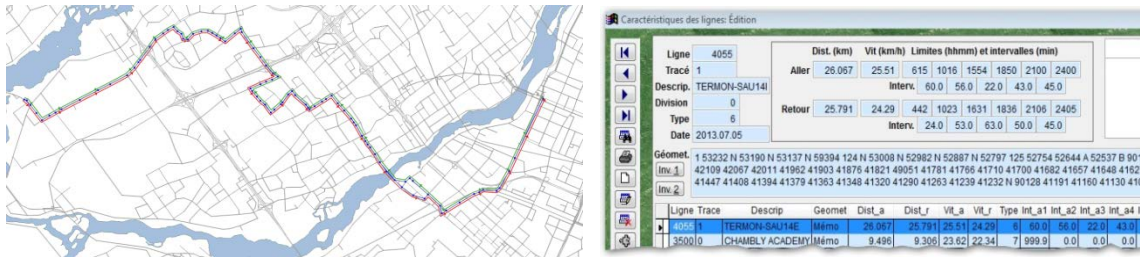 Caractéristiques des lignes: Édition
Ligne 4055
Tracé 1
Descrip. TERMON-SAU14I
Division 0
Type 6
Date 2013.07.05
Dist. (km) Vit (km/h) Limites (hhmm) et intervalles (min)
Aller 26.067 25.51 615 1016 1554 1850 2100 2400
Interv. 60.0 56.0 22.0 43.0 45.0
Retour 25.791 24.29 442 1023 1631 1836 2106 2405
Interv. 24.0 53.0 63.0 50.0 45.0
Géomet. 1 53232 N 53190 N 53137 N 59394 124 N 53008 N 52982 N 52887 N 52797 125 52754 52644 A 52537 B 901
Inv. 1 42109 42067 42011 41962 41903 41876 41821 49051 41781 41766 41710 41700 41682 41657 41648 4162
Inv. 2 41447 41408 41394 41379 41363 41348 41320 41290 41263 41239 41232 N 90128 41191 41160 41130 410
Ligne Trace Descrip Geomet Dist_a Dist_r Vit_a Vit_r Type Int_a1 Int_a2 Int_a3 Int_a4
4055 1 TERMON-SAU14E Mémo 26.067 25.791 25.51 24.29 6 60.0 56.0 22.0 43.0
3500 0 CHAMBLY ACADEMY Mémo 9.496 9.306 23.62 22.34 7 999.9 0.0 0.0 0.0